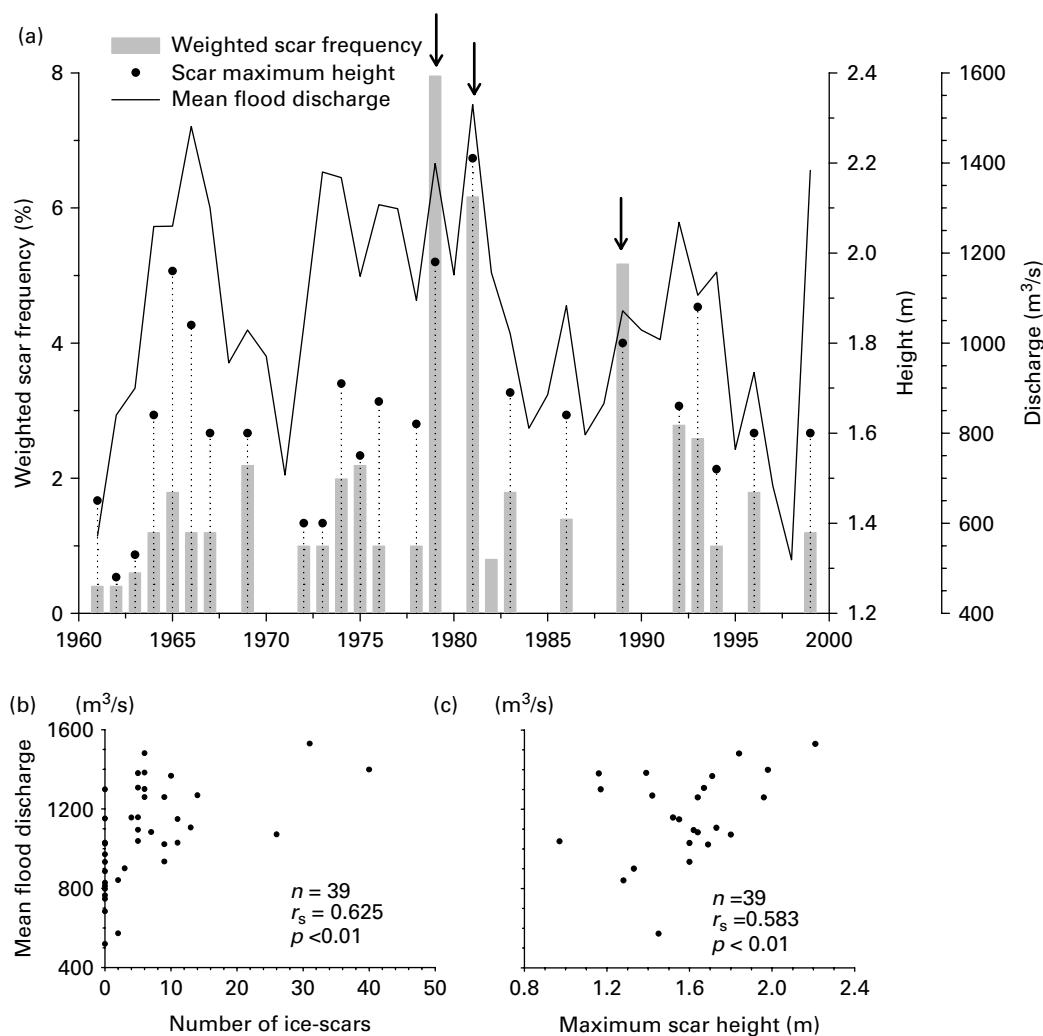 (a)
Weighted scar frequency
Scar maximum height
Mean flood discharge
Weighted scar frequency (%)
8
6
4
2
0
2.4
2.2
2.0
1.8
1.6
1.4
1.2
Height (m)
1600
1400
1200
1000
800
600
400
Discharge (m³/s)
1960 1965 1970 1975 1980 1985 1990 1995 2000
(b) (m³/s)
Mean flood discharge
1600
1200
800
400
n = 39
rs = 0.625
p <0.01
0 10 20 30 40 50
Number of ice-scars
(c) (m³/s)
n =39
rs =0.583
p < 0.01
0.8 1.2 1.6 2.0 2.4
Maximum scar height (m)